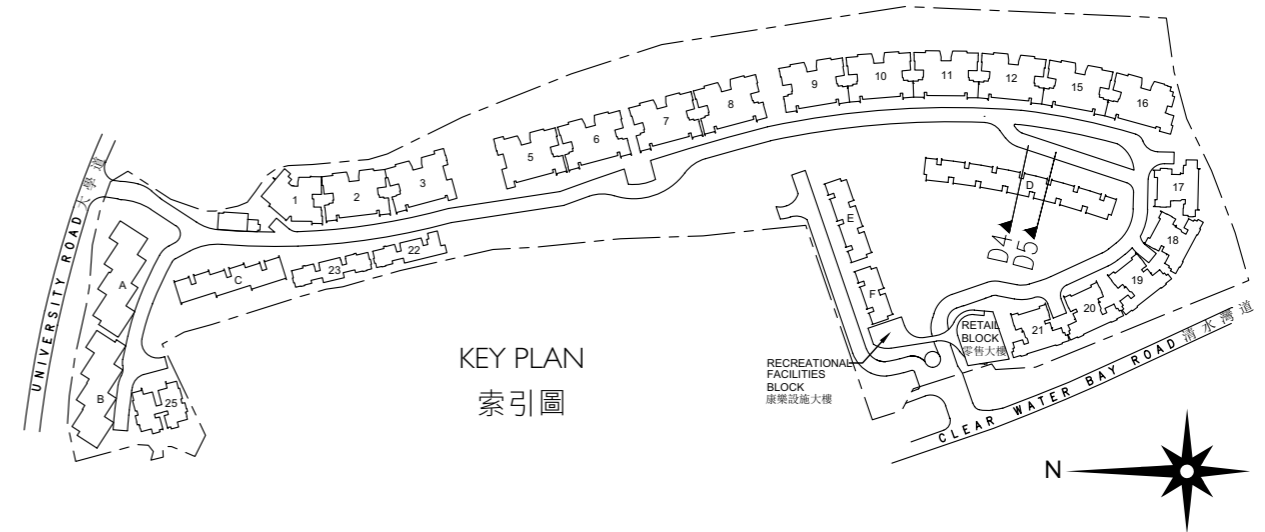 9
10
11
12
15
16
8
7
6
5
3
2
1
17
18
19
20
21
22
23
C
A
B
25
D
D4
D5
E
F
UNIVERSITY ROAD 大學道
KEY PLAN
索引圖
RETAIL
BLOCK
零售大樓
RECREATIONAL
FACILITIES
BLOCK
康樂設施大樓
CLEAR WATER BAY ROAD 清水灣道
N